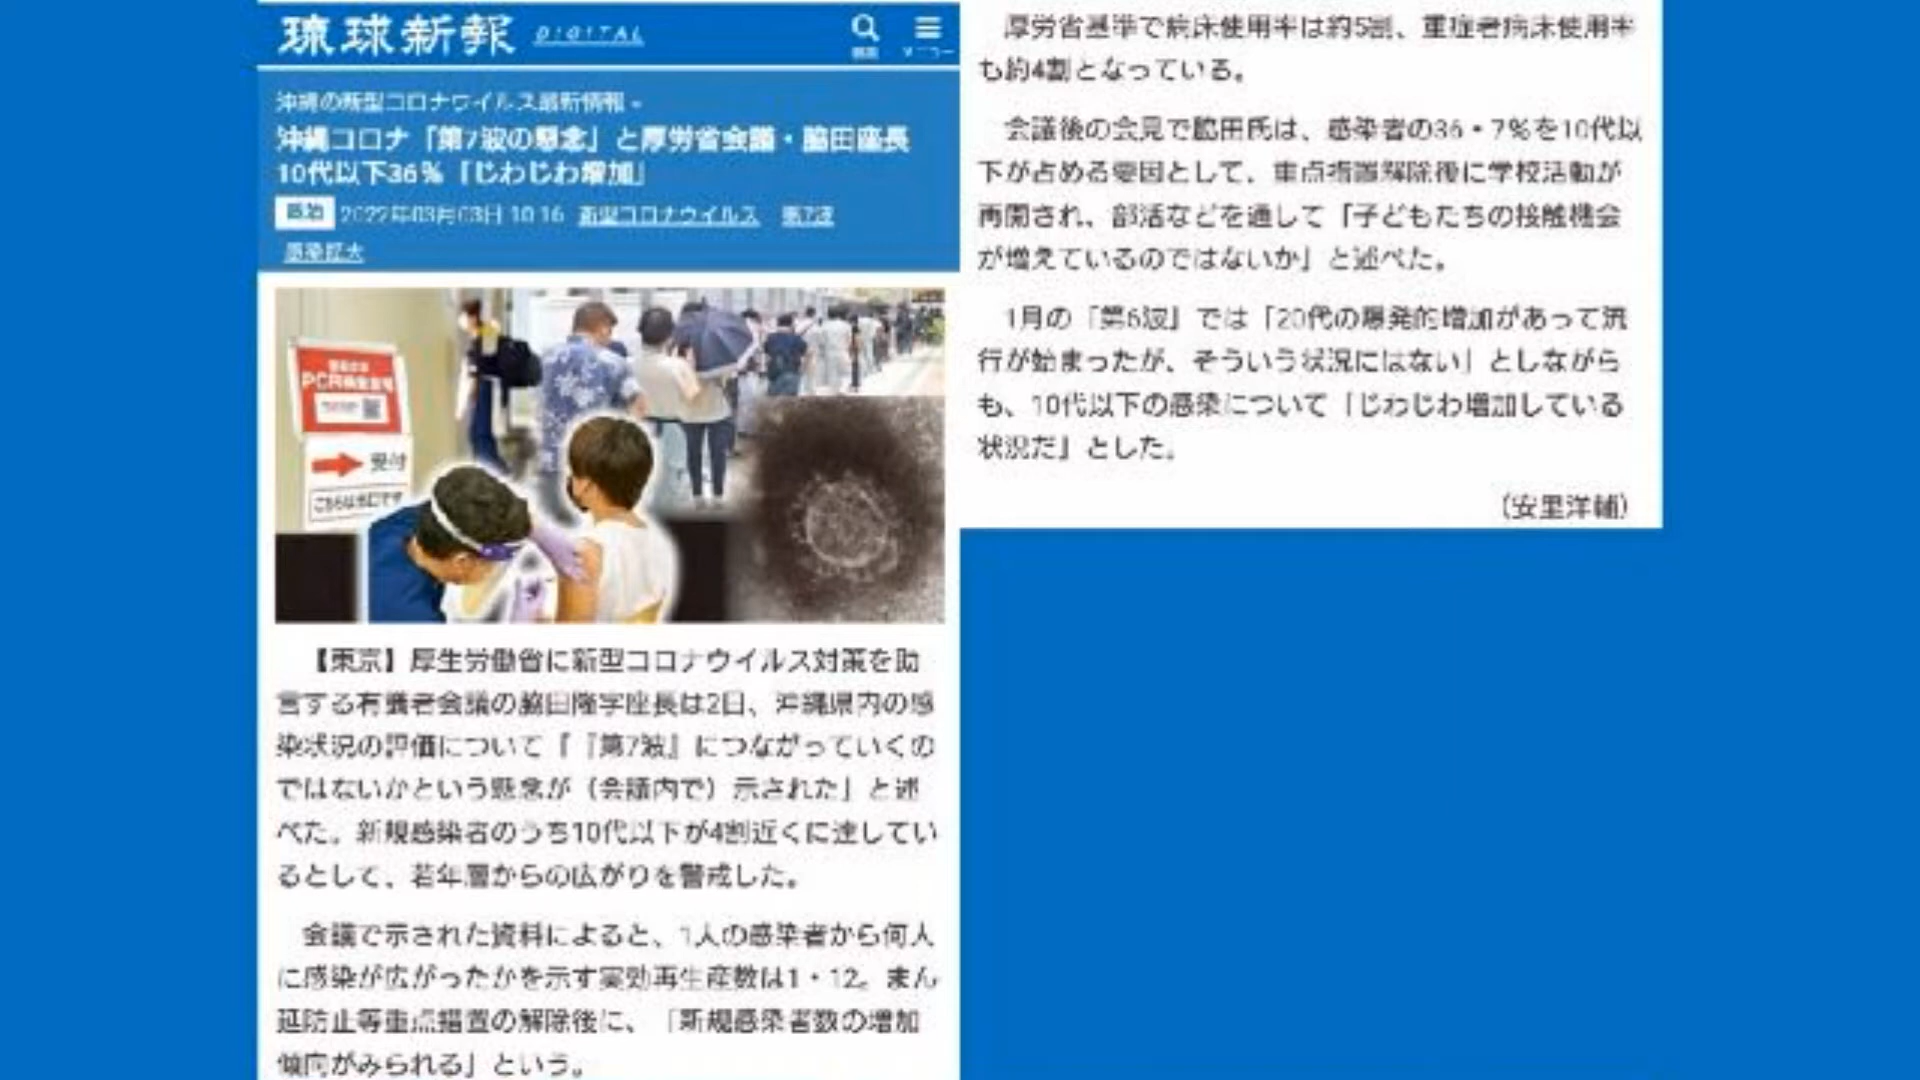 琉球新報 DIGITAL
沖縄の新型コロナウイルス最新情報
沖縄コロナ「第7波の懸念」と厚労省会議・脇田座長
10代以下36%「じわじわ増加」
政治 2022年03月03日 10:16 新型コロナウイルス 第7波
感染拡大
PCR検査
受付
こちらは出口です
【東京】厚生労働省に新型コロナウイルス対策を助
言する有識者会議の脇田隆字座長は2日、沖縄県内の感
染状況の評価について「『第7波』につながっていくの
ではないかという懸念が（会議内で）示された」と述
べた。新規感染者のうち10代以下が4割近くに達してい
るとして、若年層からの広がりを警戒した。
会議で示された資料によると、1人の感染者から何人
に感染が広がったかを示す実効再生産数は1・12。まん
延防止等重点措置の解除後に、「新規感染者数の増加
傾向がみられる」という。
厚労省基準で病床使用率は約5割、重症者病床使用率
も約4割となっている。
会議後の会見で脇田氏は、感染者の36・7%を10代以
下が占める要因として、重点措置解除後に学校活動が
再開され、部活などを通して「子どもたちの接触機会
が増えているのではないか」と述べた。
1月の「第6波」では「20代の爆発的増加があって流
行が始まったが、そういう状況にはない」としながら
も、10代以下の感染について「じわじわ増加している
状況だ」とした。
（安里洋輔）